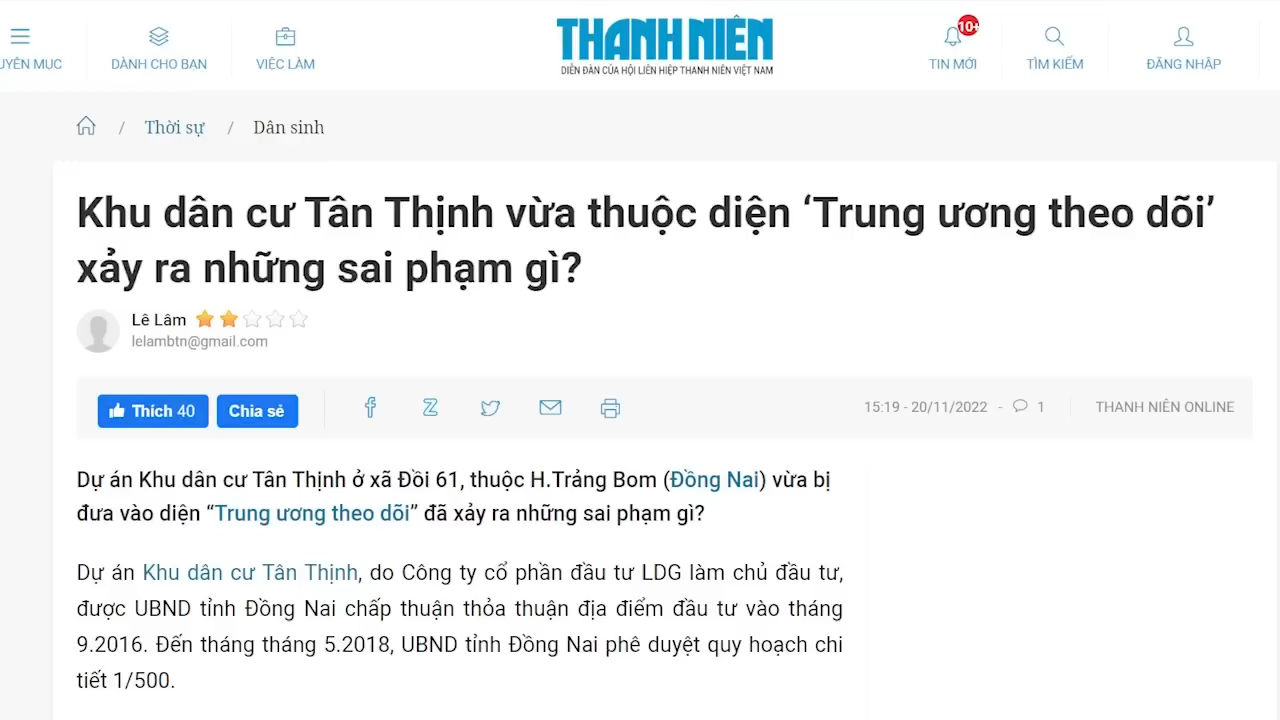 UYÊN MỤC
DÀNH CHO BẠN
VIỆC LÀM
THANH NIÊN
DIỄN ĐÀN CỦA HỘI LIÊN HIỆP THANH NIÊN VIỆT NAM
10+
TIN MỚI
TÌM KIẾM
ĐĂNG NHẬP
/ Thời sự / Dân sinh
Khu dân cư Tân Thịnh vừa thuộc diện ‘Trung ương theo dõi’
xảy ra những sai phạm gì?
Lê Lâm
lelambtn@gmail.com
Thích 40
Chia sẻ
15:19 - 20/11/2022 - 1
THANH NIÊN ONLINE
Dự án Khu dân cư Tân Thịnh ở xã Đồi 61, thuộc H.Trảng Bom (Đồng Nai) vừa bị
đưa vào diện “Trung ương theo dõi” đã xảy ra những sai phạm gì?
Dự án Khu dân cư Tân Thịnh, do Công ty cổ phần đầu tư LDG làm chủ đầu tư,
được UBND tỉnh Đồng Nai chấp thuận thỏa thuận địa điểm đầu tư vào tháng
9.2016. Đến tháng tháng 5.2018, UBND tỉnh Đồng Nai phê duyệt quy hoạch chi
tiết 1/500.